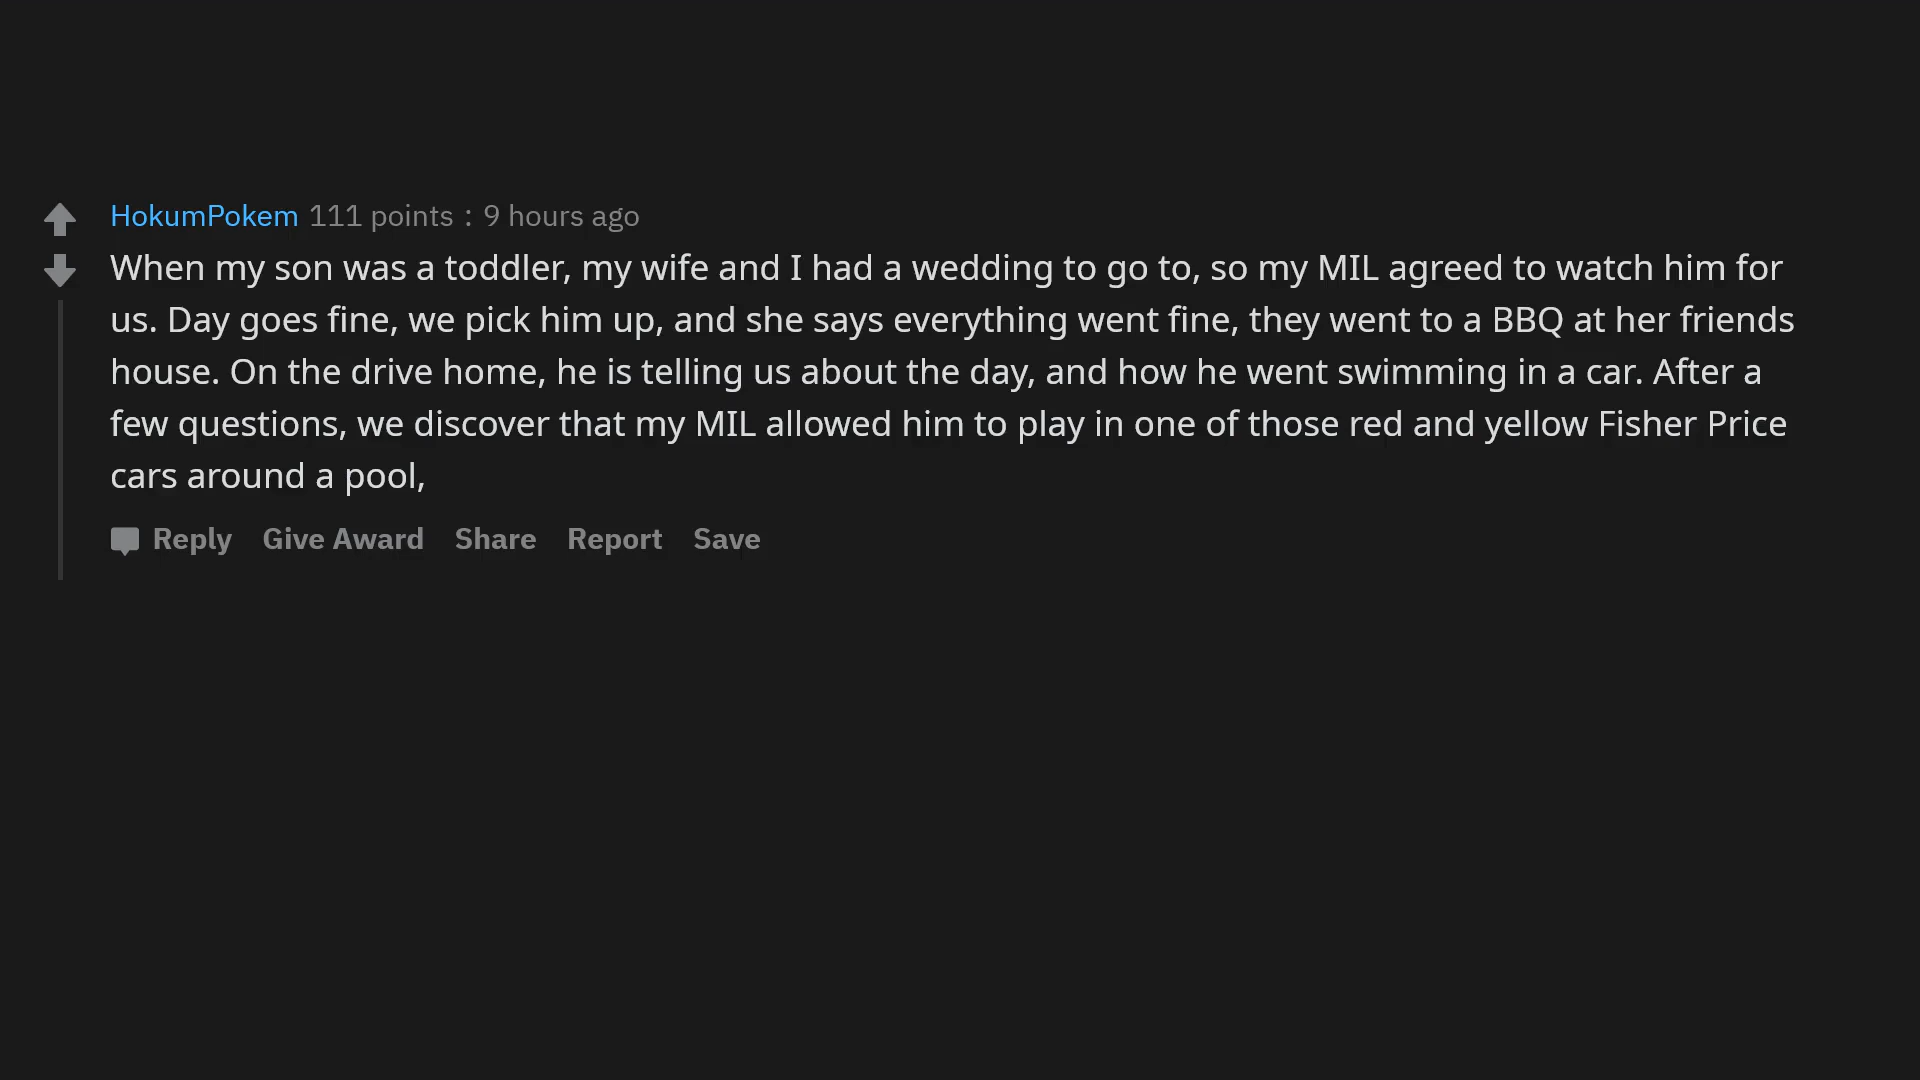 HokumPokem 111 points : 9 hours ago
When my son was a toddler, my wife and I had a wedding to go to, so my MIL agreed to watch him for
us. Day goes fine, we pick him up, and she says everything went fine, they went to a BBQ at her friends
house. On the drive home, he is telling us about the day, and how he went swimming in a car. After a
few questions, we discover that my MIL allowed him to play in one of those red and yellow Fisher Price
cars around a pool,
Reply Give Award Share Report Save